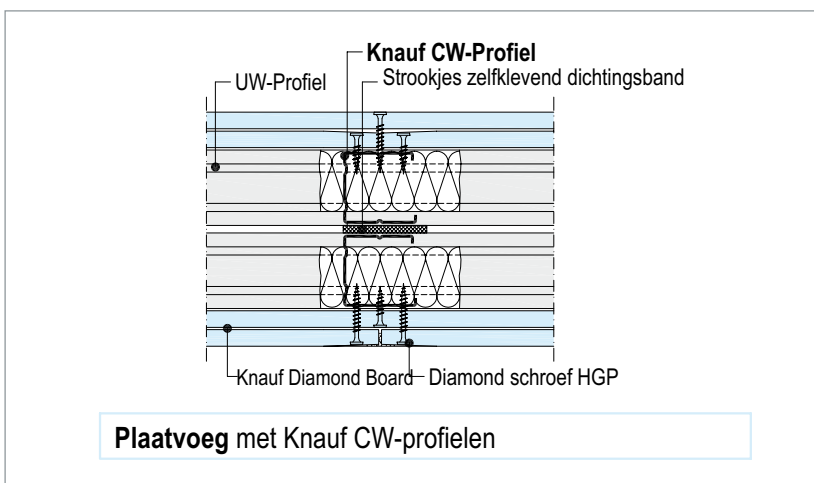 Knauf CW-Profiel
Strookjes zelfklevend dichtingsband
UW-Profiel
Knauf Diamond Board
Diamond schroef HGP
Plaatvoeg met Knauf CW-profielen